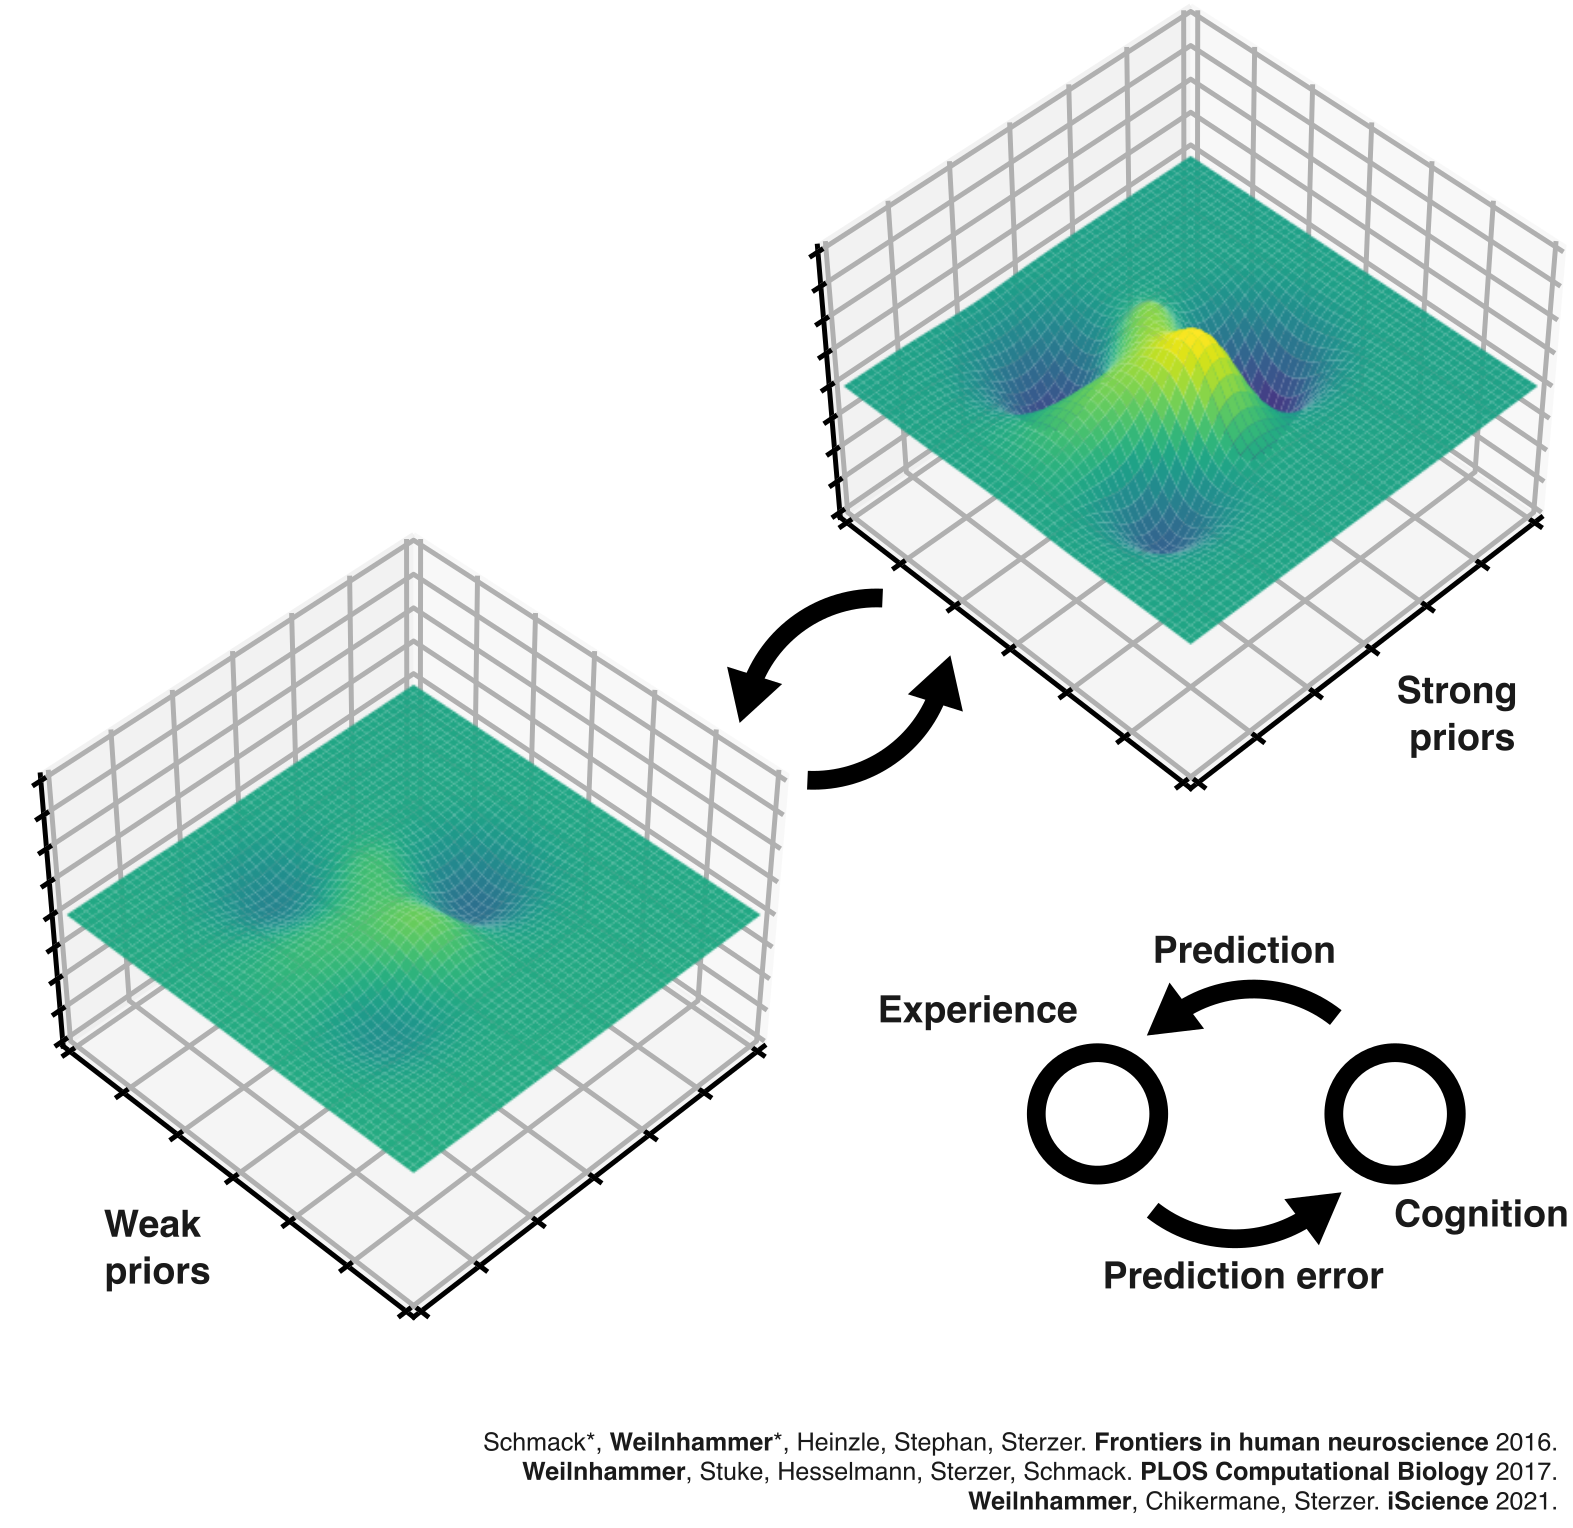 Strong
priors
Weak
priors
Prediction
Experience
Cognition
Prediction error
Schmack*, Weilnhammer*, Heinzle, Stephan, Sterzer. Frontiers in human neuroscience 2016.
Weilnhammer, Stuke, Hesselmann, Sterzer, Schmack. PLOS Computational Biology 2017.
Weilnhammer, Chikermane, Sterzer. iScience 2021.